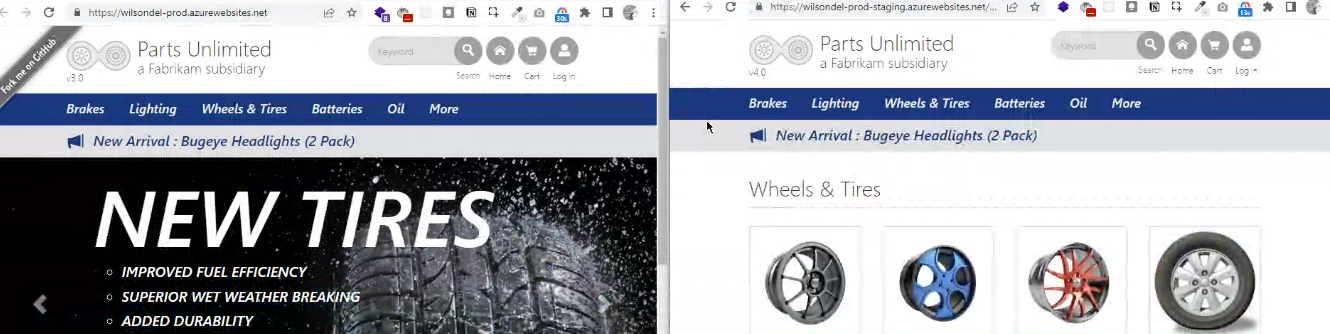 https://wilsondel-prod.azurewebsites.net
8
30s
Fork me on GitHub
Parts Unlimited
a Fabrikam subsidiary
v3.0
Keyword
Search
Home
Cart
Log in
Brakes Lighting Wheels & Tires Batteries Oil More
New Arrival : Bugeye Headlights (2 Pack)
NEW TIRES
IMPROVED FUEL EFFICIENCY
SUPERIOR WET WEATHER BREAKING
ADDED DURABILITY
https://wilsondel-prod-staging.azurewebsites.net/...
13s
Parts Unlimited
a Fabrikam subsidiary
v4.0
Keyword
Search
Home
Cart
Log in
Brakes Lighting Wheels & Tires Batteries Oil More
New Arrival : Bugeye Headlights (2 Pack)
Wheels & Tires